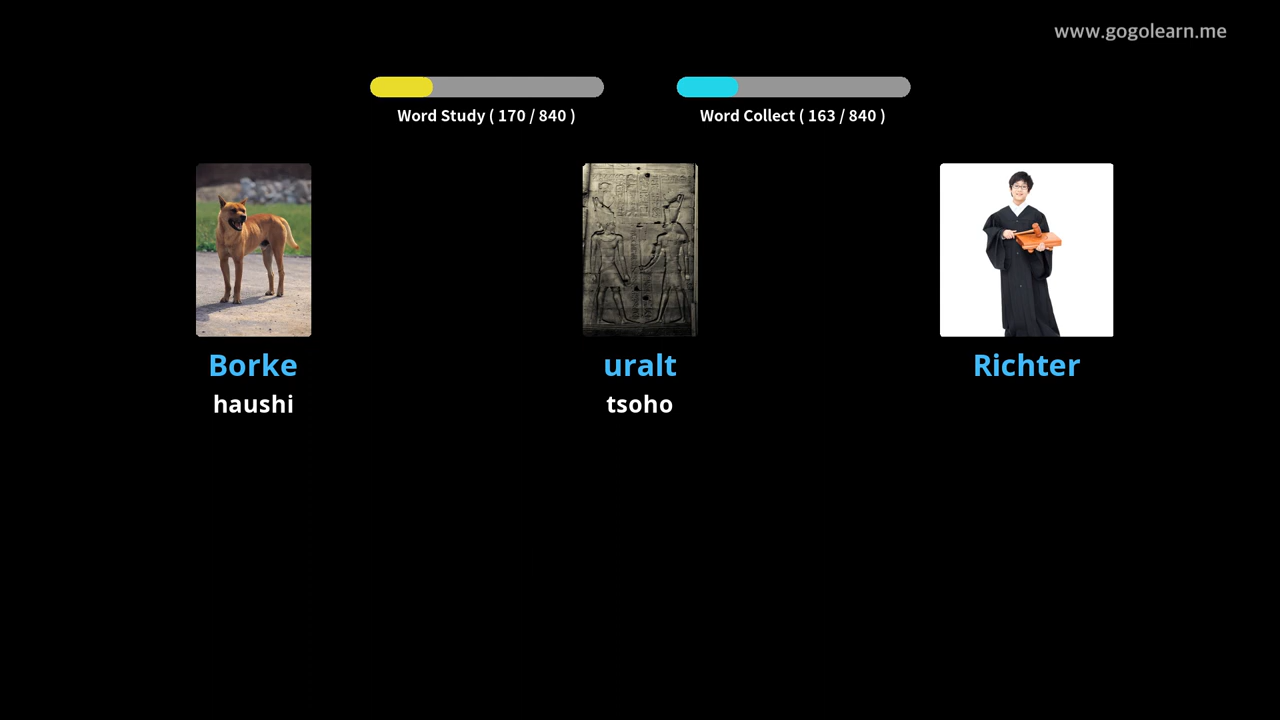 www.gogolearn.me
Word Study ( 170 / 840 )
Word Collect ( 163 / 840 )
Borke
haushi
uralt
tsoho
Richter